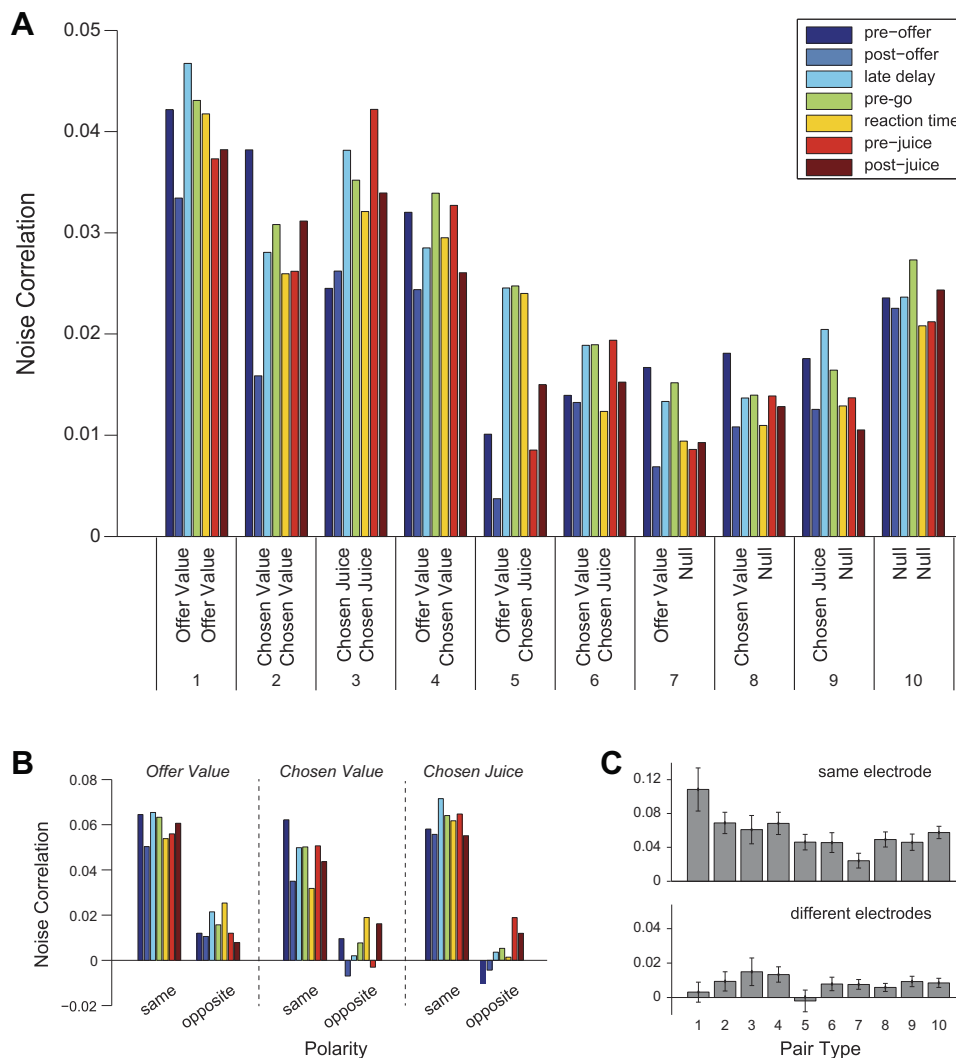 A
0.05
0.04
0.03
0.02
0.01
0
Noise Correlation
pre-offer
post-offer
late delay
pre-go
reaction time
pre-juice
post-juice
Offer Value
Offer Value
Chosen Value
Chosen Value
Chosen Juice
Chosen Juice
Offer Value
Chosen Value
Offer Value
Chosen Juice
Chosen Value
Chosen Juice
Offer Value
Null
Chosen Value
Null
Chosen Juice
Null
Null
Null
1 2 3 4 5 6 7 8 9 10
B
Offer Value Chosen Value Chosen Juice
0.08
0.06
0.04
0.02
0
−0.02
Noise Correlation
same opposite same opposite same opposite
Polarity
C
same electrode
0.12
0.08
0.04
0
different electrodes
0.04
0.02
0
1 2 3 4 5 6 7 8 9 10
Pair Type